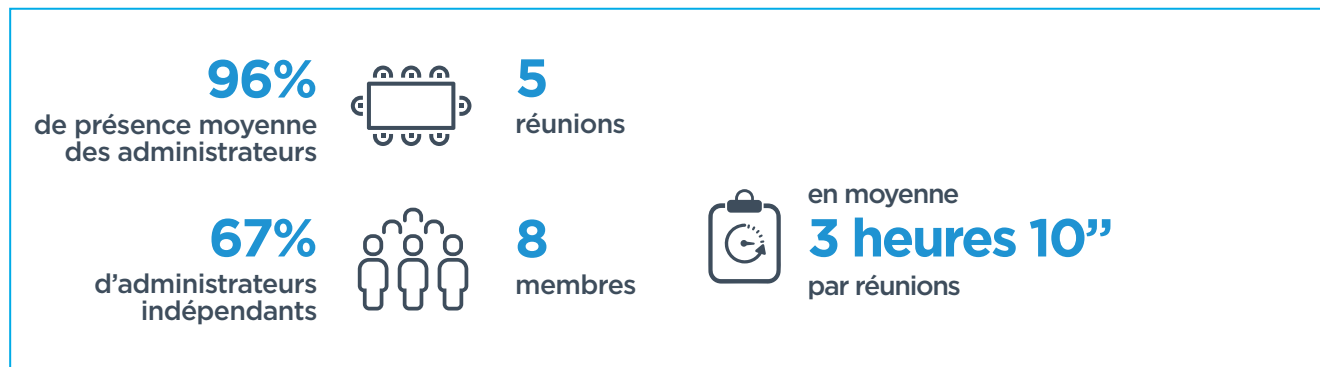 96%
de présence moyenne
des administrateurs
5
réunions
67%
d’administrateurs
indépendants
8
membres
en moyenne
3 heures 10’’
par réunions